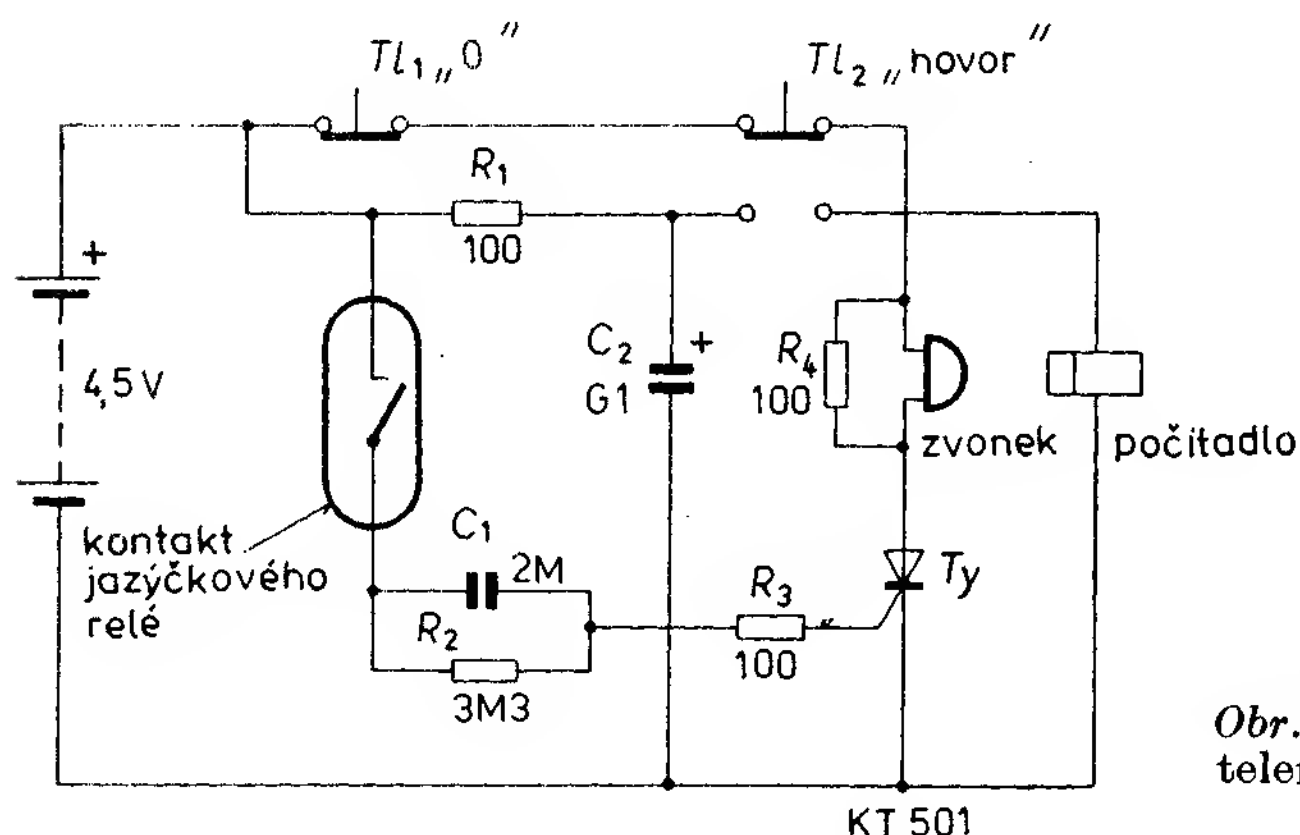 Tl₁ „0”
Tl₂ „hovor”
R₁
100
+
4,5V
C₂
+
G1
R₄
100
zvonek
počitadlo
kontakt
jazýčkového
relé
C₁
2M
R₂
3M3
R₃
100
Ty
KT 501
Obr.